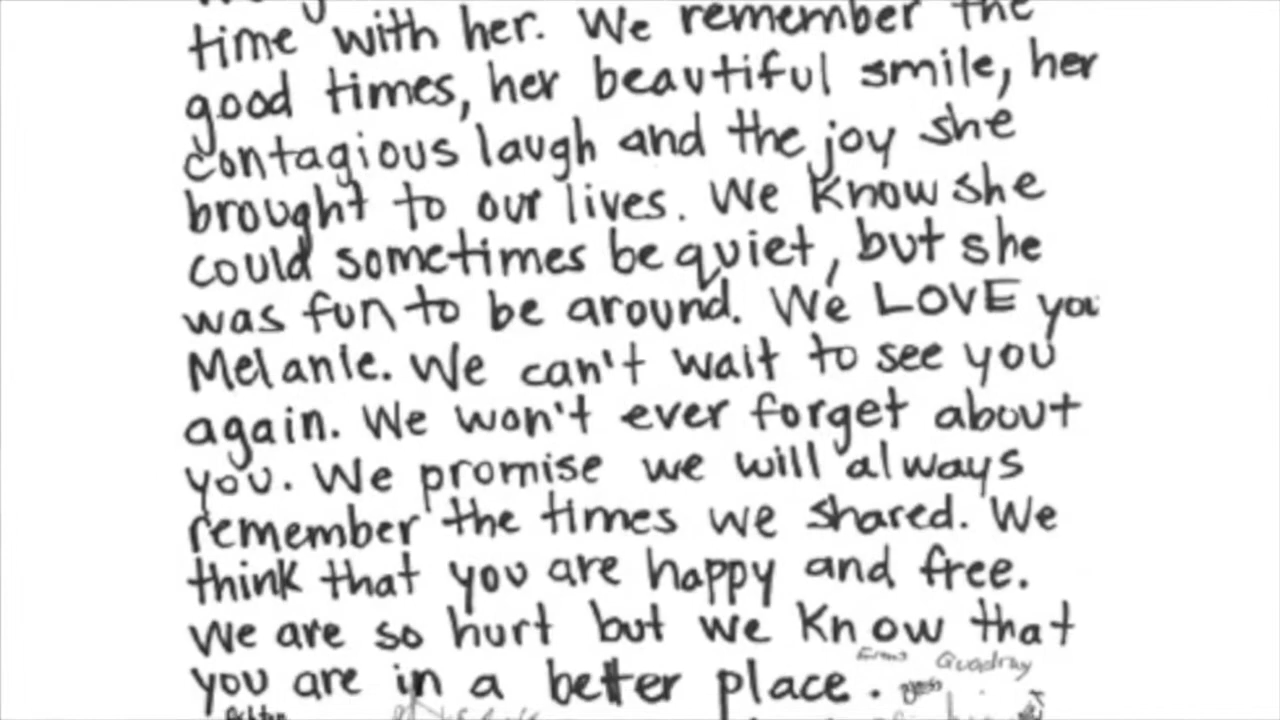 time with her. We remember the
good times, her beautiful smile, her
contagious laugh and the joy she
brought to our lives. We know she
could sometimes be quiet, but she
was fun to be around. We LOVE you
Melanie. We can't wait to see you
again. We won't ever forget about
you. We promise we will always
remember the times we shared. We
think that you are happy and free.
We are so hurt but we know that
you are in a better place.
Quadray